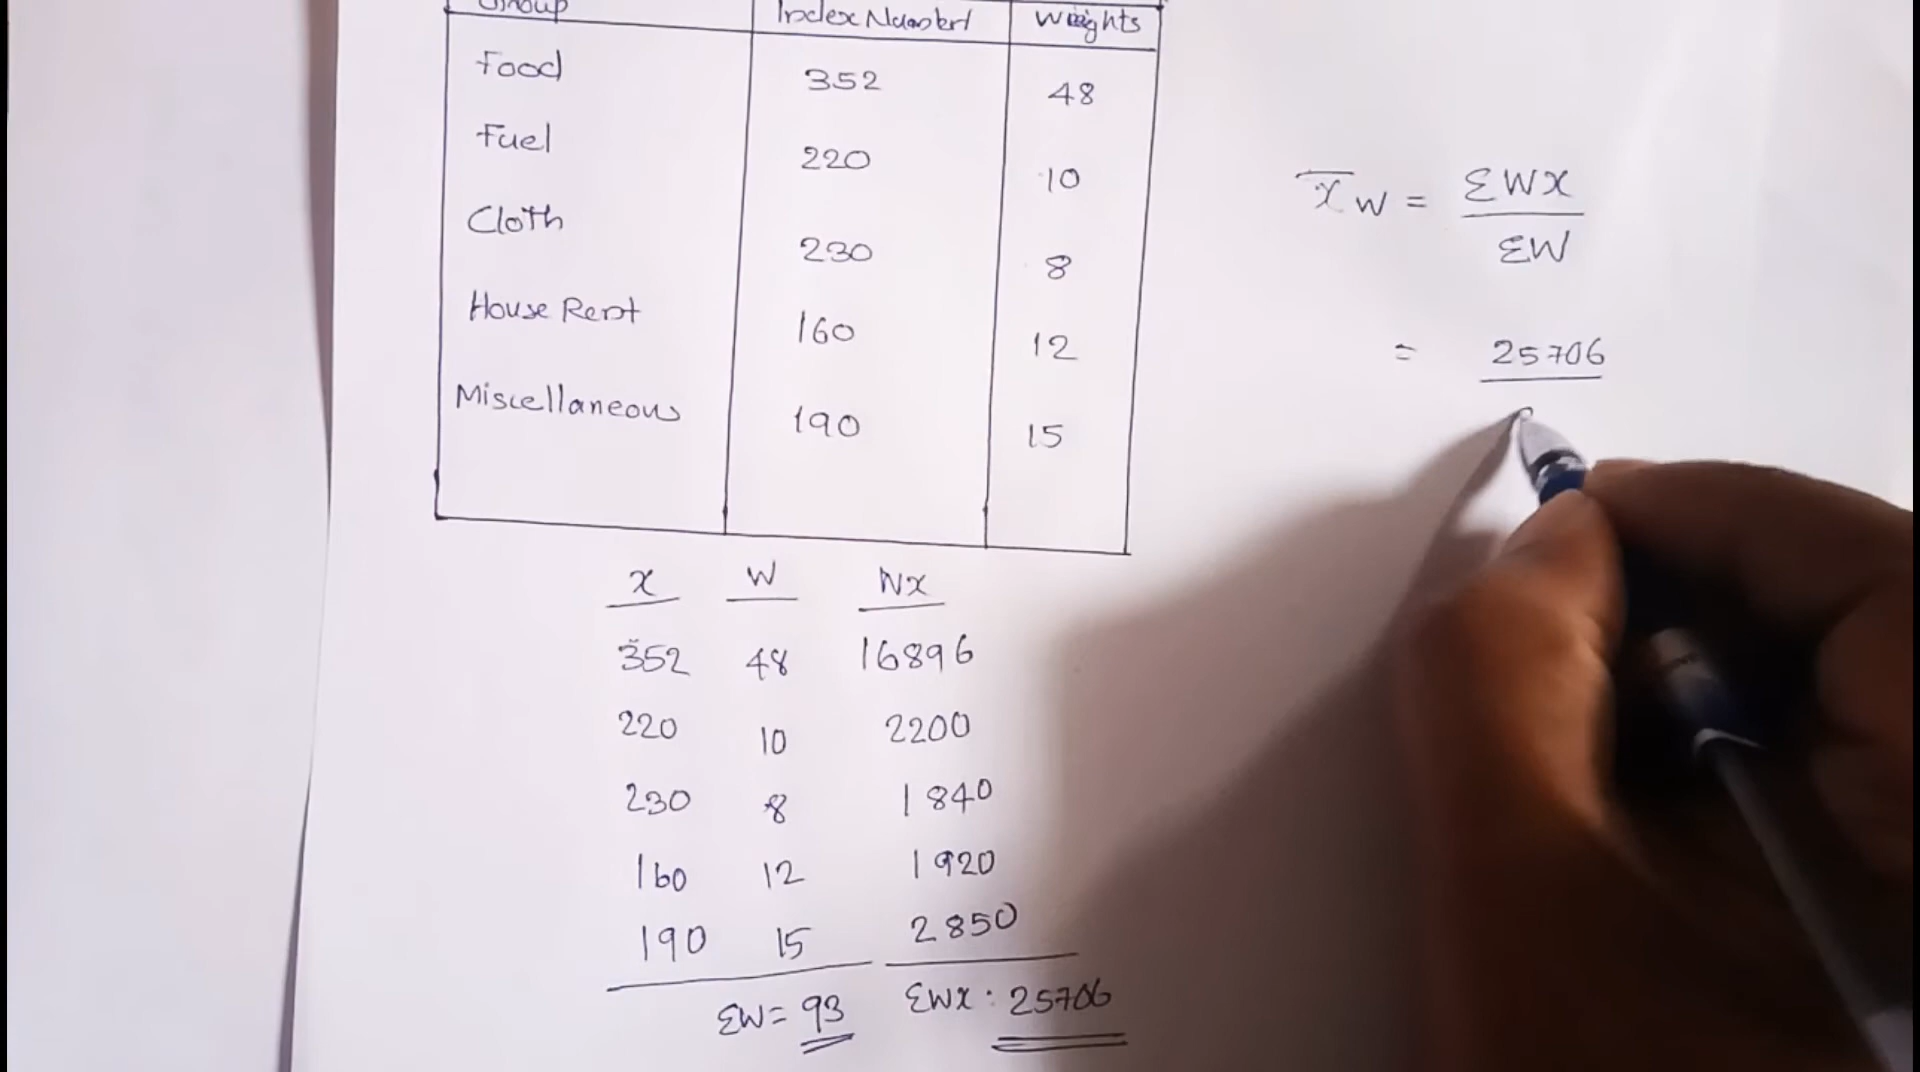 Group Index Number Weights
Food 352 48
Fuel 220 10
Cloth 230 8
House Rent 160 12
Miscellaneous 190 15
x̄w = ΣWX
ΣW
= 25706
x W Wx
352 48 16896
220 10 2200
230 8 1840
160 12 1920
190 15 2850
ΣW= 93 ΣWx : 25706